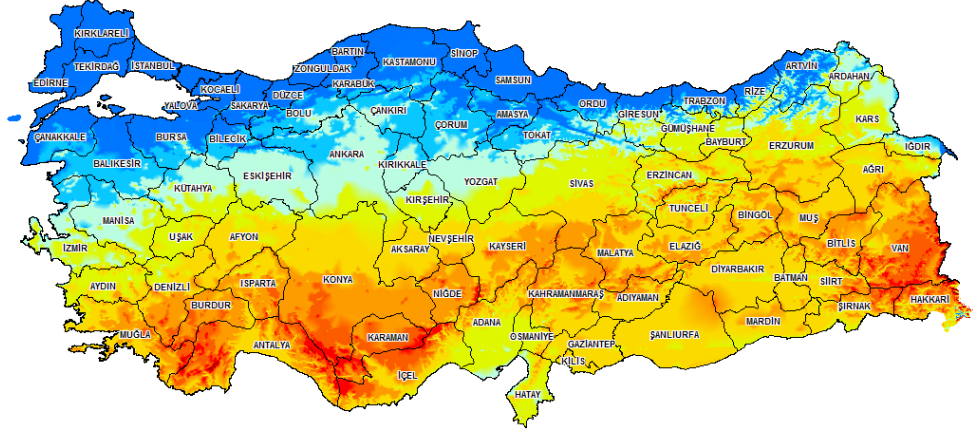 KIRKLARELİ
TEKİRDAĞ
İSTANBUL
EDİRNE
KOCAELİ
YALOVA
SAKARYA
DÜZCE
ZONGULDAK
BARTIN
KARABÜK
KASTAMONU
SİNOP
SAMSUN
ORDU
GİRESUN
TRABZON
RİZE
ARTVİN
ARDAHAN
KARS
ÇANAKKALE
BURSA
BİLECİK
BOLU
ÇANKIRI
ÇORUM
AMASYA
TOKAT
GÜMÜŞHANE
BAYBURT
ERZURUM
IĞDIR
BALIKESİR
KÜTAHYA
ESKİŞEHİR
ANKARA
KIRIKKALE
YOZGAT
SİVAS
ERZİNCAN
AĞRI
MANİSA
UŞAK
AFYON
KIRŞEHİR
NEVŞEHİR
AKSARAY
KAYSERİ
MALATYA
TUNCELİ
ELAZIĞ
BİNGÖL
MUŞ
BİTLİS
VAN
İZMİR
AYDIN
DENİZLİ
BURDUR
ISPARTA
KONYA
NİĞDE
KAHRAMANMARAŞ
ADIYAMAN
DİYARBAKIR
BATMAN
SİİRT
ŞIRNAK
HAKKARİ
MUĞLA
ANTALYA
KARAMAN
İÇEL
ADANA
OSMANİYE
GAZİANTEP
KİLİS
ŞANLIURFA
MARDİN
HATAY